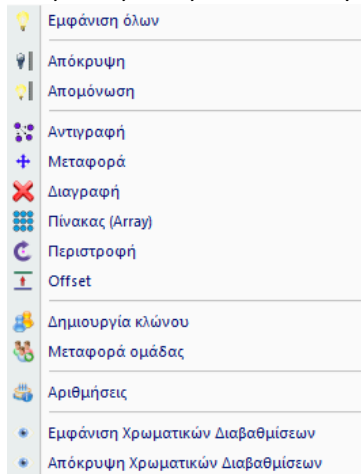 Εμφάνιση όλων
Απόκρυψη
Απομόνωση
Αντιγραφή
Μεταφορά
Διαγραφή
Πίνακας (Array)
Περιστροφή
Offset
Δημιουργία κλώνου
Μεταφορά ομάδας
Αριθμήσεις
Εμφάνιση Χρωματικών Διαβαθμίσεων
Απόκρυψη Χρωματικών Διαβαθμίσεων